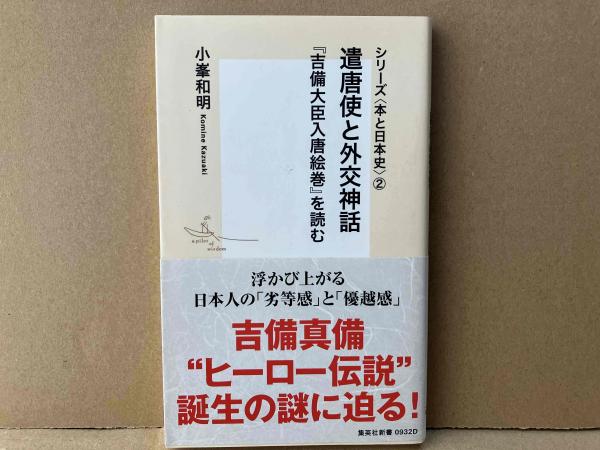 シリーズ〈本と日本史〉②
遣唐使と外交神話
『吉備大臣入唐絵巻』を読む
小峯和明 Komine Kazuaki
a pilot of wisdom
浮かび上がる
日本人の「劣等感」と「優越感」
吉備真備
“ヒーロー伝説”
誕生の謎に迫る!
集英社新書 0932D